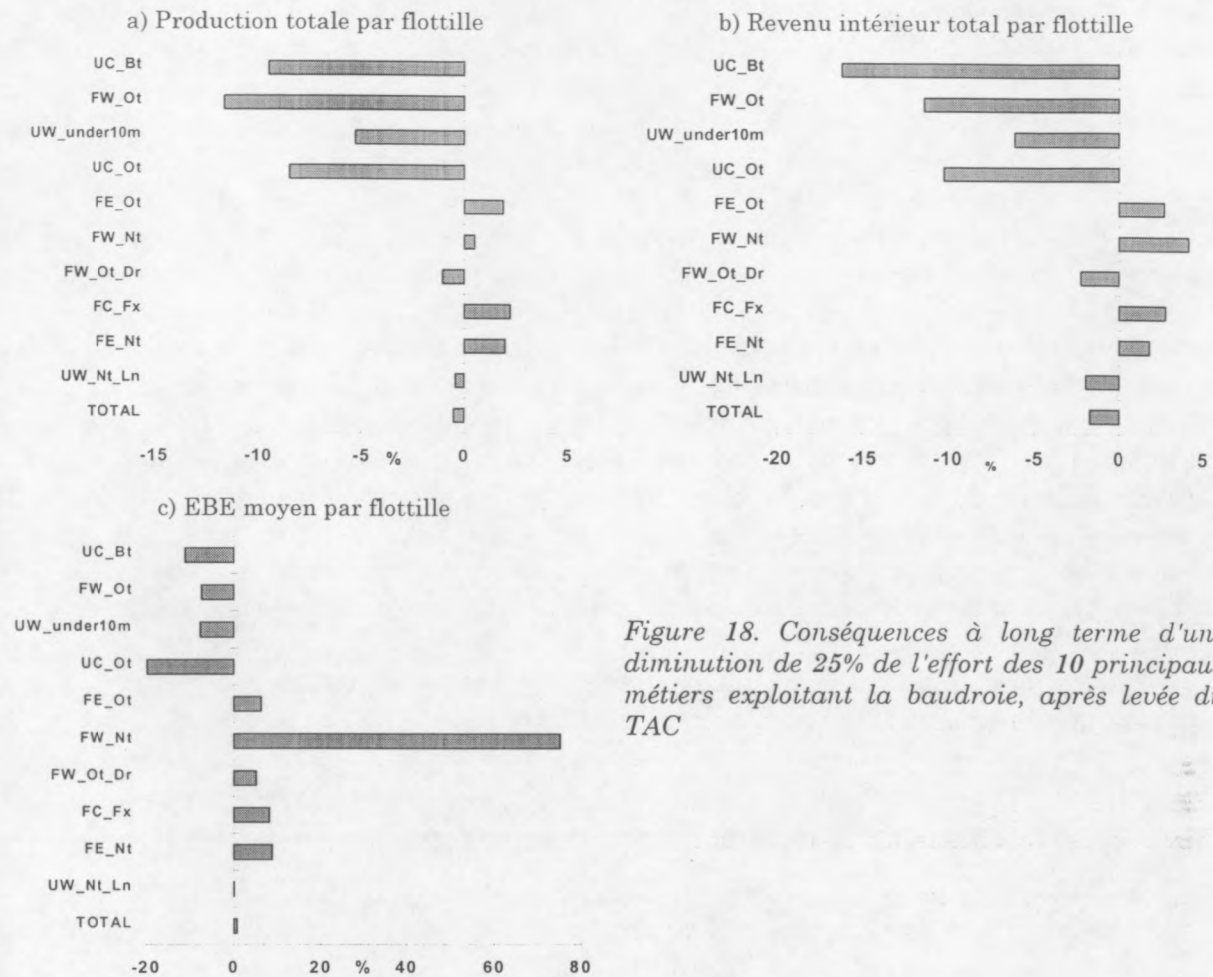 a) Production totale par flottille
UC_Bt
FW_Ot
UW_under10m
UC_Ot
FE_Ot
FW_Nt
FW_Ot_Dr
FC_Fx
FE_Nt
UW_Nt_Ln
TOTAL
-15 -10 -5 % 0 5
b) Revenu intérieur total par flottille
UC_Bt
FW_Ot
UW_under10m
UC_Ot
FE_Ot
FW_Nt
FW_Ot_Dr
FC_Fx
FE_Nt
UW_Nt_Ln
TOTAL
-20 -15 -10 -5 % 0 5
c) EBE moyen par flottille
UC_Bt
FW_Ot
UW_under10m
UC_Ot
FE_Ot
FW_Nt
FW_Ot_Dr
FC_Fx
FE_Nt
UW_Nt_Ln
TOTAL
-20 0 20 % 40 60 80
Figure 18. Conséquences à long terme d'un
diminution de 25% de l'effort des 10 principau
métiers exploitant la baudroie, après levée d
TAC